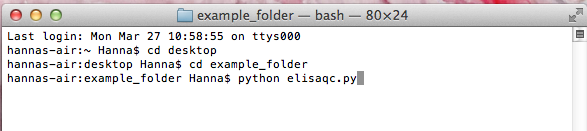 example_folder — bash — 80×24
Last login: Mon Mar 27 10:58:55 on ttys000
hannas-air:~ Hanna$ cd desktop
hannas-air:desktop Hanna$ cd example_folder
hannas-air:example_folder Hanna$ python elisaqc.py